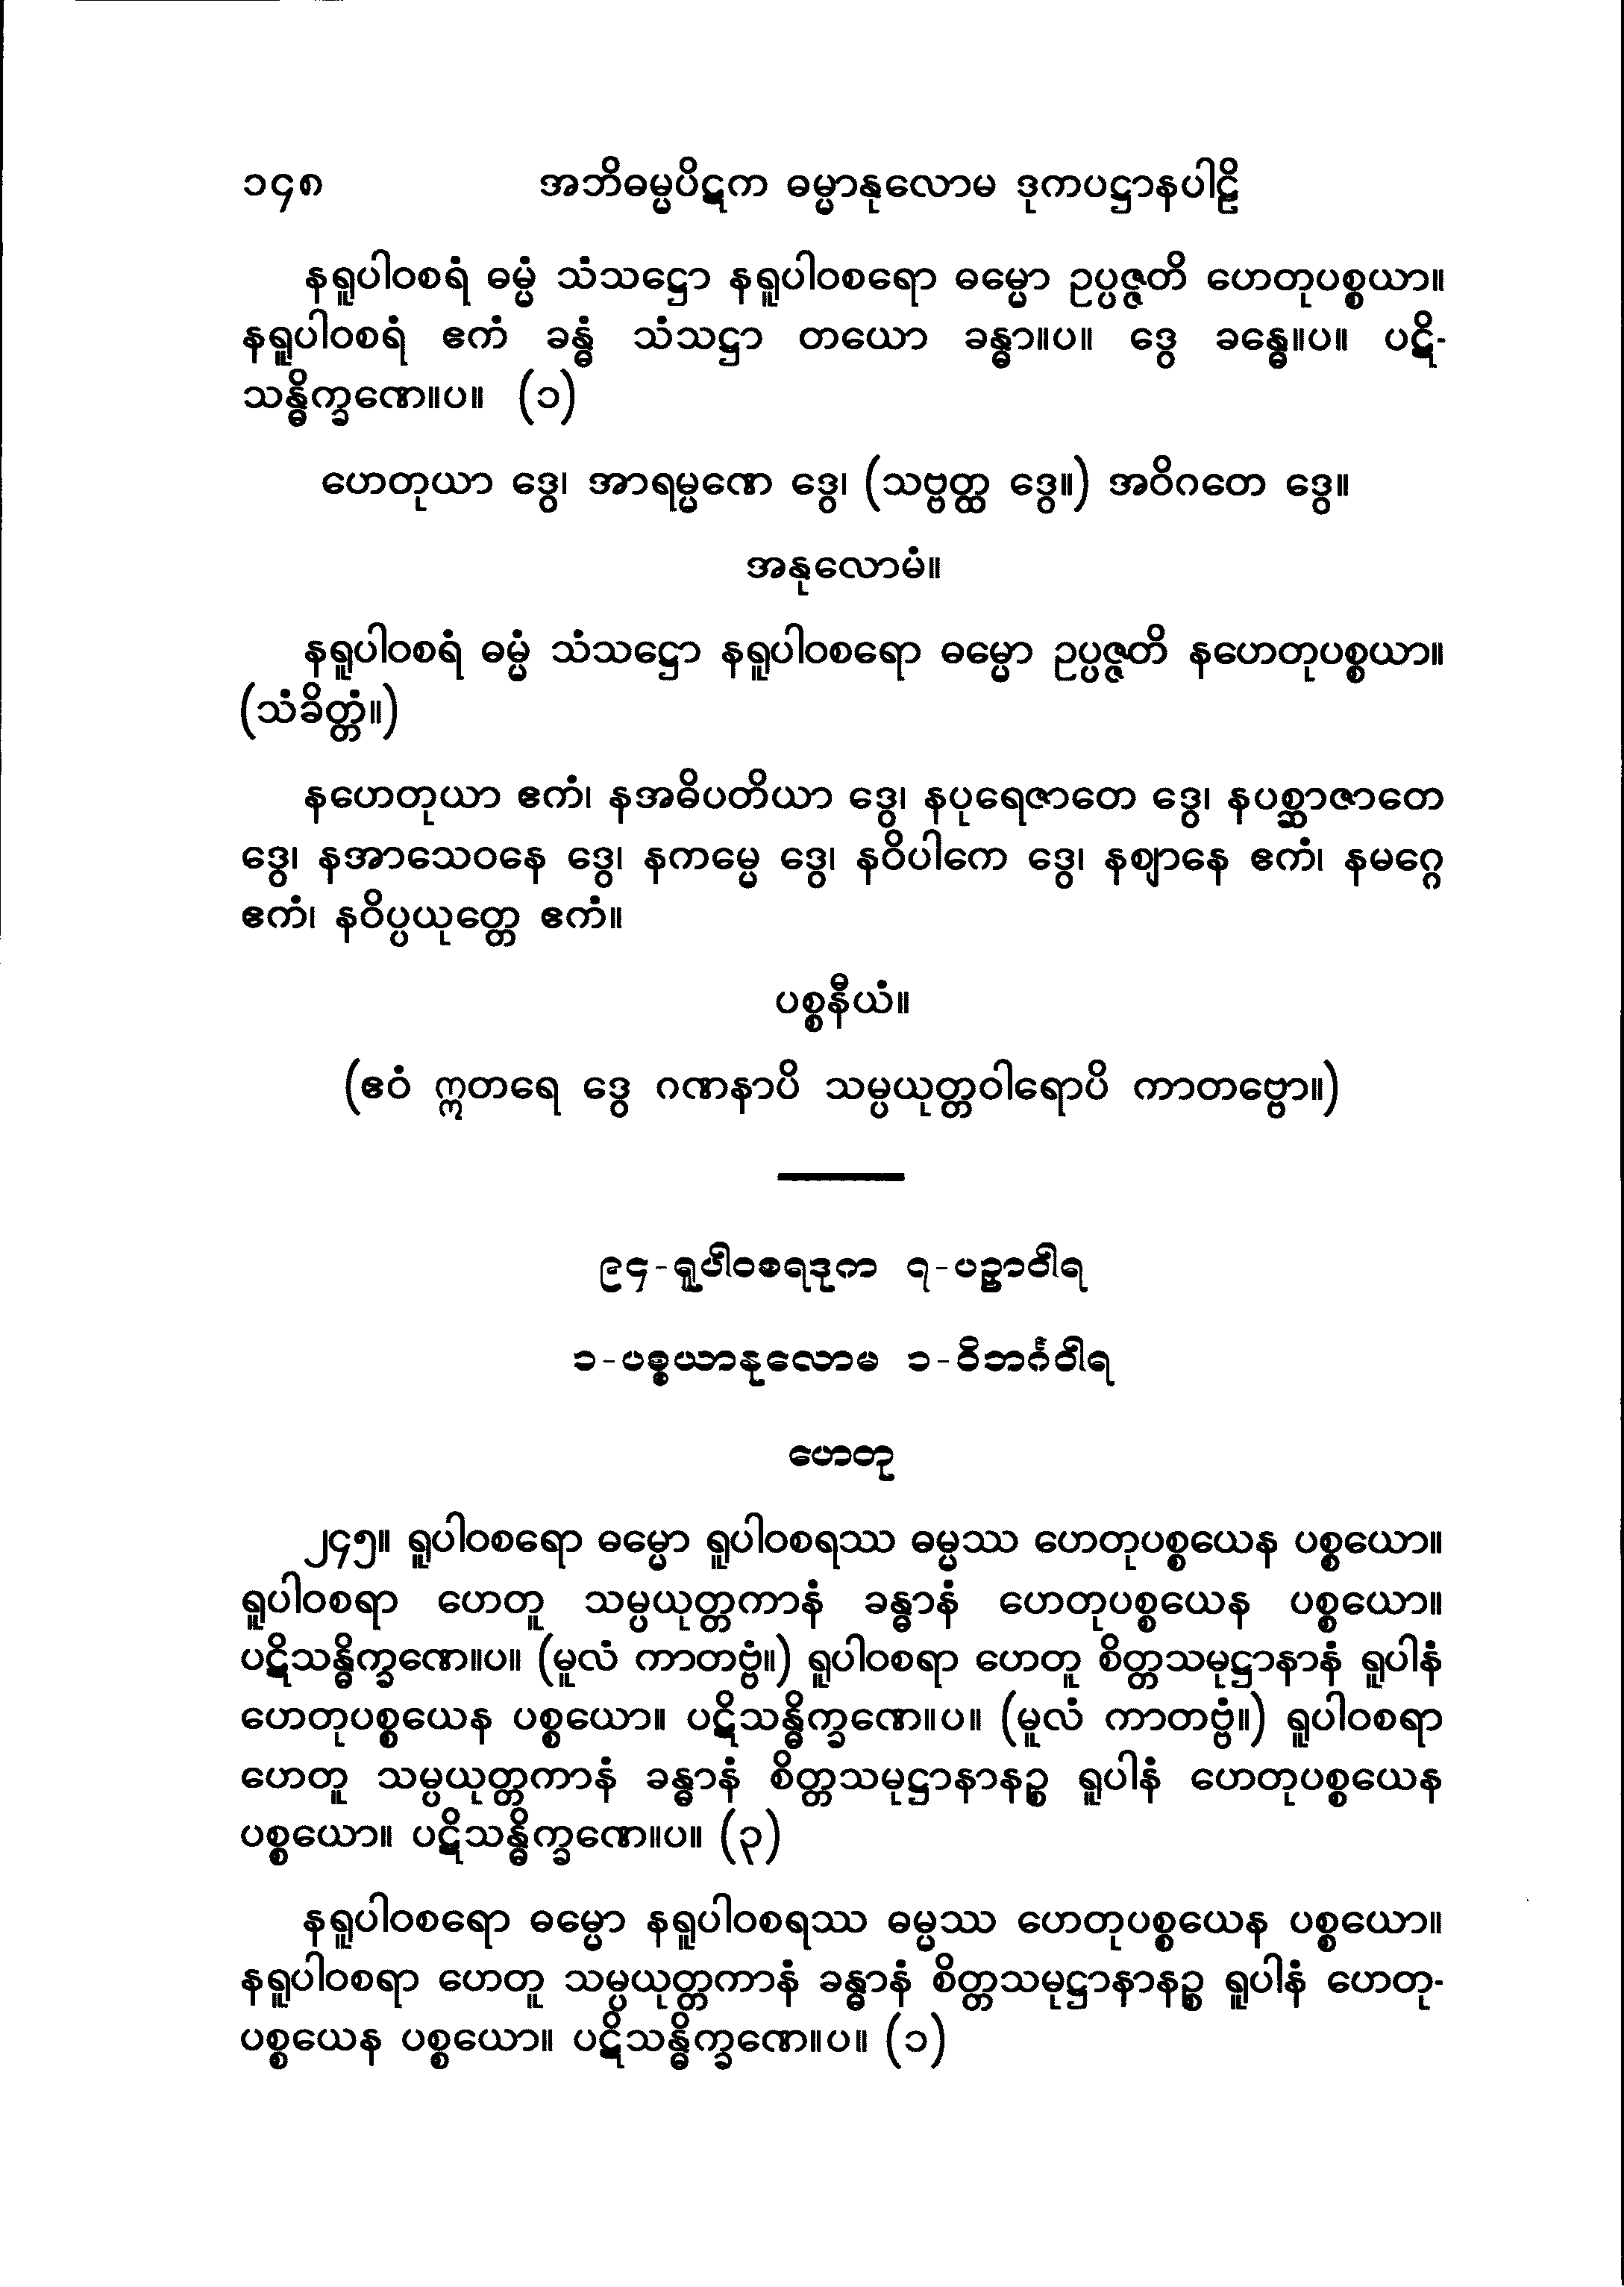 ၁၄၈ အဘိဓမ္မပိဋက ဓမ္မာနုလောမ ဒုကပဋ္ဌာနပါဠိ
နရူပါဝစရံ ဓမ္မံ သံသဋ္ဌော နရူပါဝစရော ဓမ္မော ဥပ္ပဇ္ဇတိ ဟေတုပစ္စယာ။
နရူပါဝစရံ ဧကံ ခန္ဓံ သံသဋ္ဌာ တယော ခန္ဓာ။ပ။ ဒွေ ခန္ဓေ။ပ။ ပဋိ-
သန္ဓိက္ခဏေ။ပ။ (၁)
ဟေတုယာ ဒွေ၊ အာရမ္မဏေ ဒွေ၊ (သဗ္ဗတ္ထ ဒွေ။) အဝိဂတေ ဒွေ။
အနုလောမံ။
နရူပါဝစရံ ဓမ္မံ သံသဋ္ဌော နရူပါဝစရော ဓမ္မော ဥပ္ပဇ္ဇတိ နဟေတုပစ္စယာ။
(သံခိတ္တံ။)
နဟေတုယာ ဧကံ၊ နအဓိပတိယာ ဒွေ၊ နပုရေဇာတေ ဒွေ၊ နပစ္ဆာဇာတေ
ဒွေ၊ နအာသေဝနေ ဒွေ၊ နကမ္မေ ဒွေ၊ နဝိပါကေ ဒွေ၊ နဈာနေ ဧကံ၊ နမဂ္ဂေ
ဧကံ၊ နဝိပ္ပယုတ္တေ ဧကံ။
ပစ္စနီယံ။
(ဧဝံ ဣတရေ ဒွေ ဂဏနာပိ သမ္ပယုတ္တဝါရောပိ ကာတဗ္ဗော။)
၉၄-ရူပါဝစရဒုက ၇-ပဉှာဝါရ
၁-ပစ္စယာနုလောမ ၁-ဝိဘင်္ဂဝါရ
ဟေတု
၂၄၅။ ရူပါဝစရော ဓမ္မော ရူပါဝစရဿ ဓမ္မဿ ဟေတုပစ္စယေန ပစ္စယော။
ရူပါဝစရာ ဟေတူ သမ္ပယုတ္တကာနံ ခန္ဓာနံ ဟေတုပစ္စယေန ပစ္စယော။
ပဋိသန္ဓိက္ခဏေ။ပ။ (မူလံ ကာတဗ္ဗံ။) ရူပါဝစရာ ဟေတူ စိတ္တသမုဋ္ဌာနာနံ ရူပါနံ
ဟေတုပစ္စယေန ပစ္စယော။ ပဋိသန္ဓိက္ခဏေ။ပ။ (မူလံ ကာတဗ္ဗံ။) ရူပါဝစရာ
ဟေတူ သမ္ပယုတ္တကာနံ ခန္ဓာနံ စိတ္တသမုဋ္ဌာနာနဉ္စ ရူပါနံ ဟေတုပစ္စယေန
ပစ္စယော။ ပဋိသန္ဓိက္ခဏေ။ပ။ (၃)
နရူပါဝစရော ဓမ္မော နရူပါဝစရဿ ဓမ္မဿ ဟေတုပစ္စယေန ပစ္စယော။
နရူပါဝစရာ ဟေတူ သမ္ပယုတ္တကာနံ ခန္ဓာနံ စိတ္တသမုဋ္ဌာနာနဉ္စ ရူပါနံ ဟေတု-
ပစ္စယေန ပစ္စယော။ ပဋိသန္ဓိက္ခဏေ။ပ။ (၁)